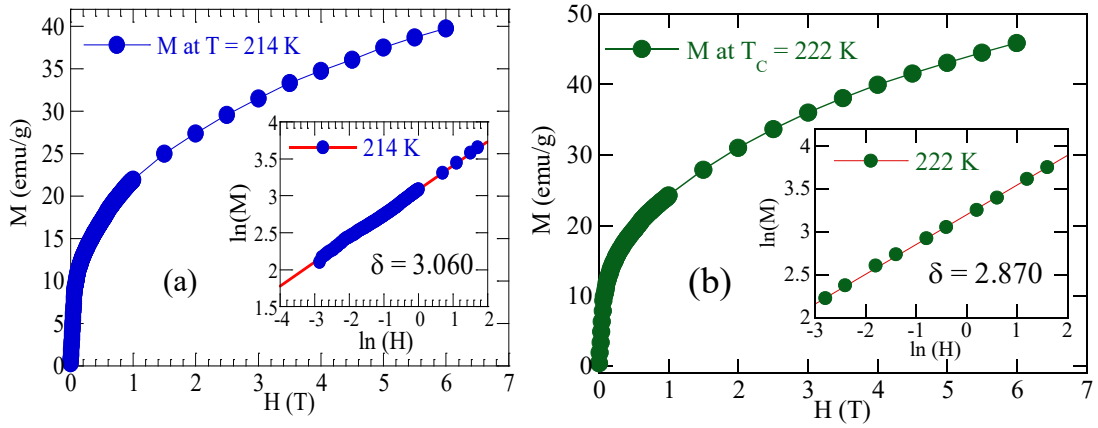 M at T = 214 K
M (emu/g)
40
35
30
25
20
15
10
5
0
0 1 2 3 4 5 6 7
H (T)
(a)
214 K
ln(M)
4
3.5
3
2.5
2
1.5
-4 -3 -2 -1 0 1 2
ln (H)
δ = 3.060
M at T_C = 222 K
M (emu/g)
50
40
30
20
10
0
0 1 2 3 4 5 6 7
H (T)
(b)
222 K
ln(M)
4
3.5
3
2.5
2
-3 -2 -1 0 1 2
ln (H)
δ = 2.870